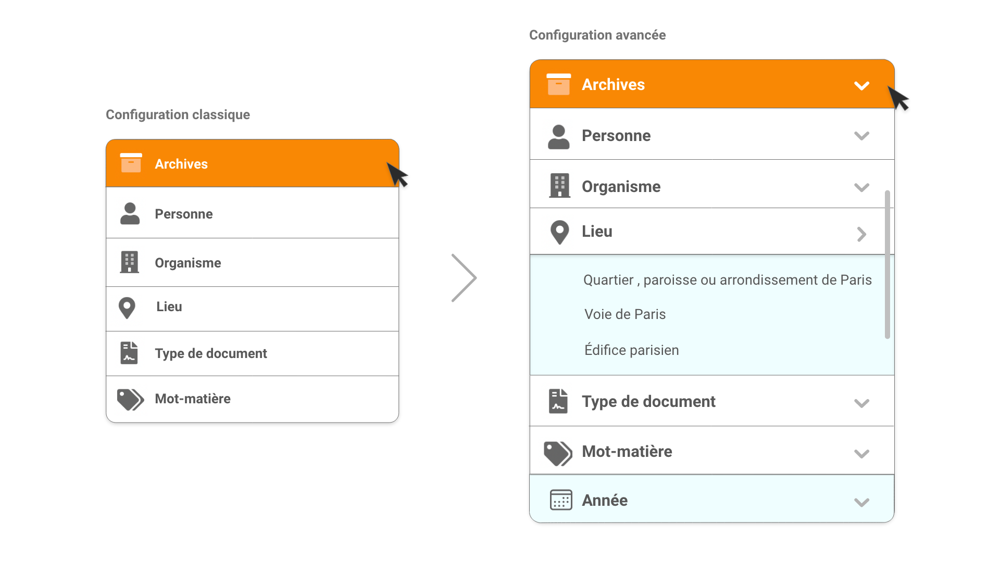 Configuration classique
Archives
Personne
Organisme
Lieu
Type de document
Mot-matière
Configuration avancée
Archives
Personne
Organisme
Lieu
Quartier , paroisse ou arrondissement de Paris
Voie de Paris
Édifice parisien
Type de document
Mot-matière
Année